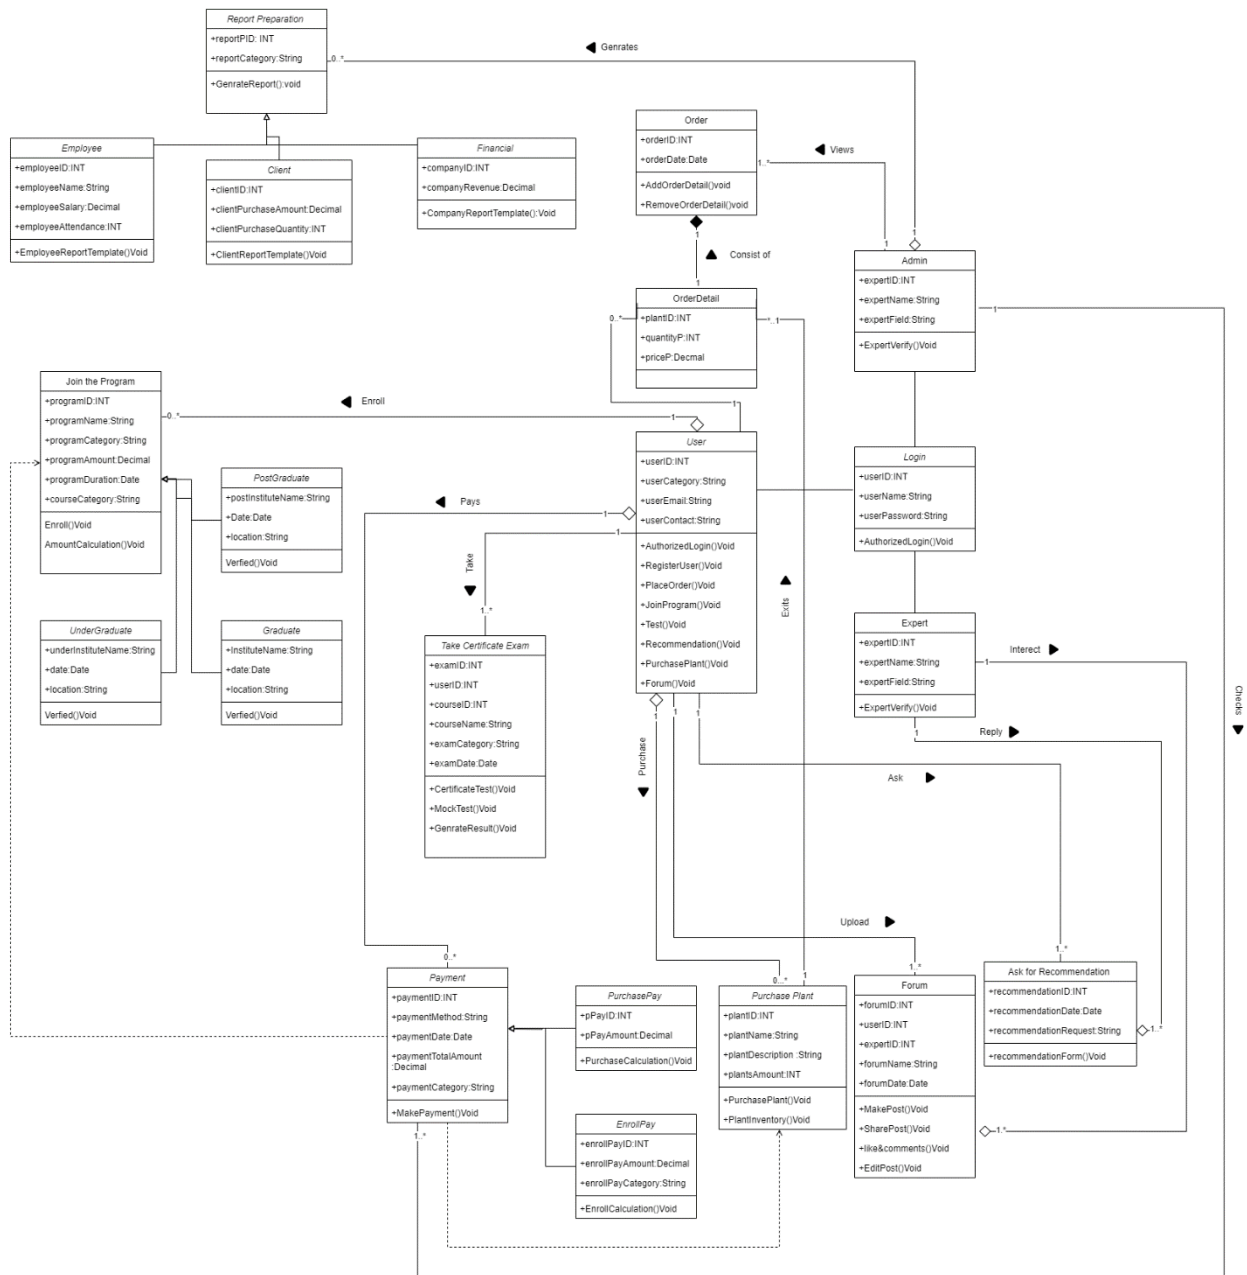 Report Preparation
+reportPID: INT
+reportCategory:String
+GenrateReport():void
0..*
Genrates
1
Employee
+employeeID:INT
+employeeName:String
+employeeSalary:Decimal
+employeeAttendance:INT
+EmployeeReportTemplate()Void
Client
+clientID:INT
+clientPurchaseAmount:Decimal
+clientPurchaseQuantity:INT
+ClientReportTemplate()Void
Financial
+companyID:INT
+companyRevenue:Decimal
+CompanyReportTemplate():Void
Order
+orderID:INT
+orderDate:Date
+AddOrderDetail()void
+RemoveOrderDetail()void
1..*
Views
1
1
Consist of
1
Admin
+expertID:INT
+expertName:String
+expertField:String
+ExpertVerify()Void
1
OrderDetail
+plantID:INT
+quantityP:INT
+priceP:Decmal
0..*
*..1
1
Join the Program
+programID:INT
+programName:String
+programCategory:String
+programAmount:Decimal
+programDuration:Date
+courseCategory:String
Enroll()Void
AmountCalculation()Void
0..*
Enroll
1
PostGraduate
+postInstituteName:String
+Date:Date
+location:String
Verfied()Void
UnderGraduate
+underInstituteName:String
+date:Date
+location:String
Verfied()Void
Graduate
+InstituteName:String
+date:Date
+location:String
Verfied()Void
User
+userID:INT
+userCategory:String
+userEmail:String
+userContact:String
+AuthorizedLogin()Void
+RegisterUser()Void
+PlaceOrder()Void
+JoinProgram()Void
+Test()Void
+Recommendation()Void
+PurchasePlant()Void
+Forum()Void
Login
+userID:INT
+userName:String
+userPassword:String
+AuthorizedLogin()Void
Pays
1
1
Take
1..*
Exits
Expert
+expertID:INT
+expertName:String
+expertField:String
+ExpertVerify()Void
1
Interect
1
Reply
Checks
Take Certificate Exam
+examID:INT
+userID:INT
+courseID:INT
+courseName:String
+examCategory:String
+examDate:Date
+CertificateTest()Void
+MockTest()Void
+GenrateResult()Void
1
1
1
Purchase
Ask
Upload
0..*
0...*
1
1..*
1..*
Payment
+paymentID:INT
+paymentMethod:String
+paymentDate:Date
+paymentTotalAmount
:Decimal
+paymentCategory:String
+MakePayment()Void
1..*
PurchasePay
+pPayID:INT
+pPayAmount:Decimal
+PurchaseCalculation()Void
EnrollPay
+enrollPayID:INT
+enrollPayAmount:Decimal
+enrollPayCategory:String
+EnrollCalculation()Void
Purchase Plant
+plantID:INT
+plantName:String
+plantDescription :String
+plantsAmount:INT
+PurchasePlant()Void
+PlantInventory()Void
Forum
+forumID:INT
+userID:INT
+expertID:INT
+forumName:String
+forumDate:Date
+MakePost()Void
+SharePost()Void
+like&comments()Void
+EditPost()Void
1.*
Ask for Recommendation
+recommendationID:INT
+recommendationDate:Date
+recommendationRequest:String
+recommendationForm()Void
1..*